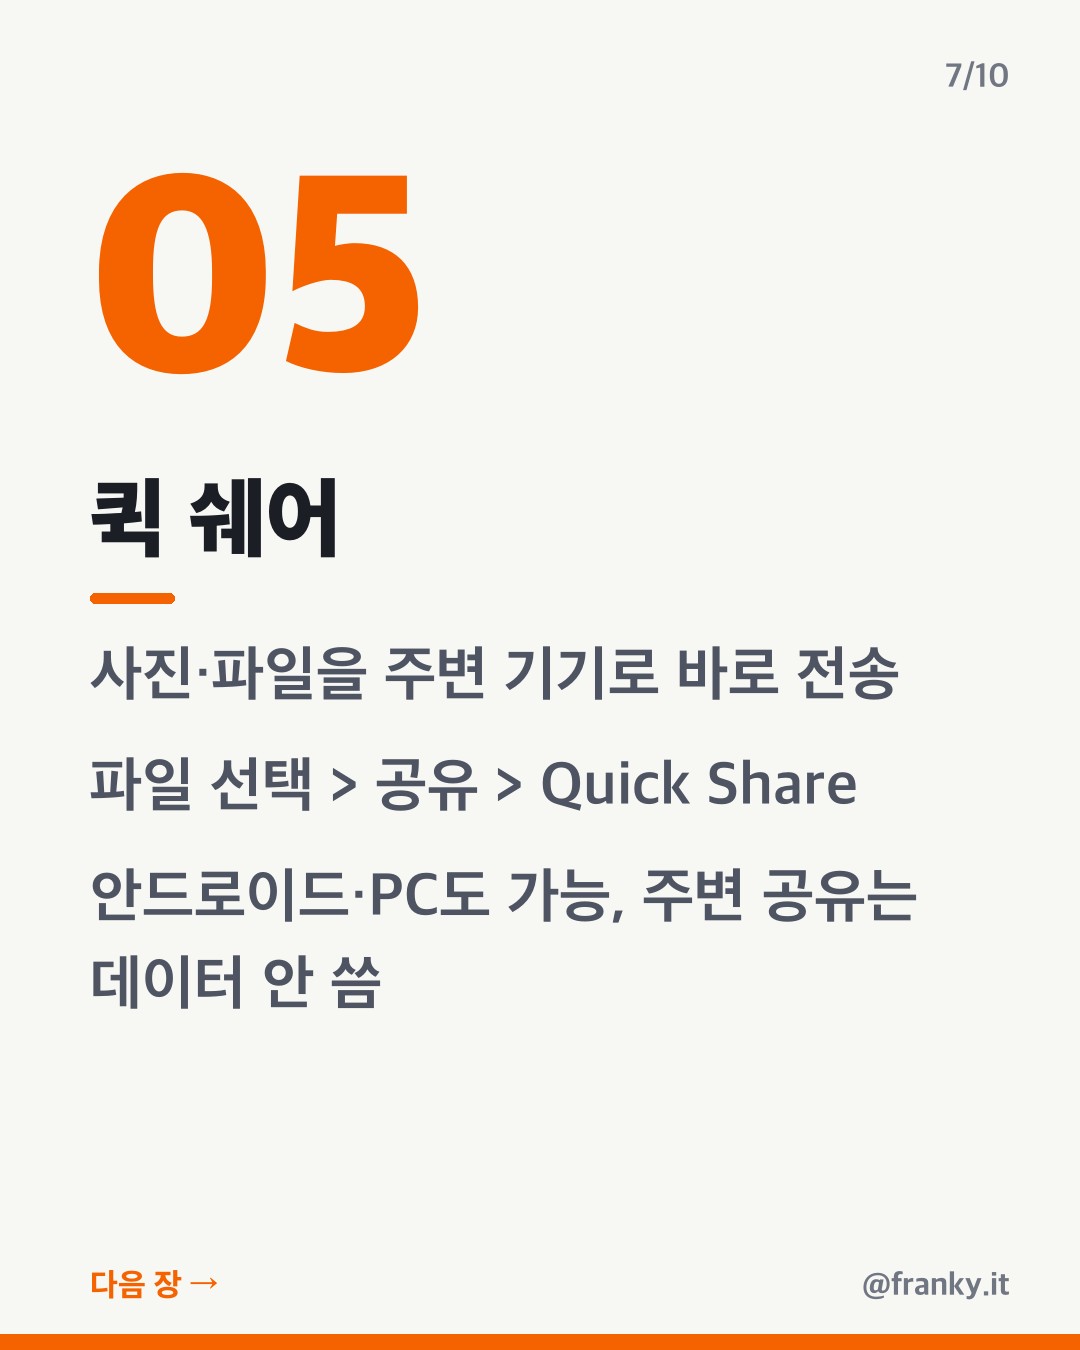 7/10
05
퀵 쉐어
사진·파일을 주변 기기로 바로 전송
파일 선택 > 공유 > Quick Share
안드로이드·PC도 가능, 주변 공유는
데이터 안 씀
다음 장 →
@franky.it